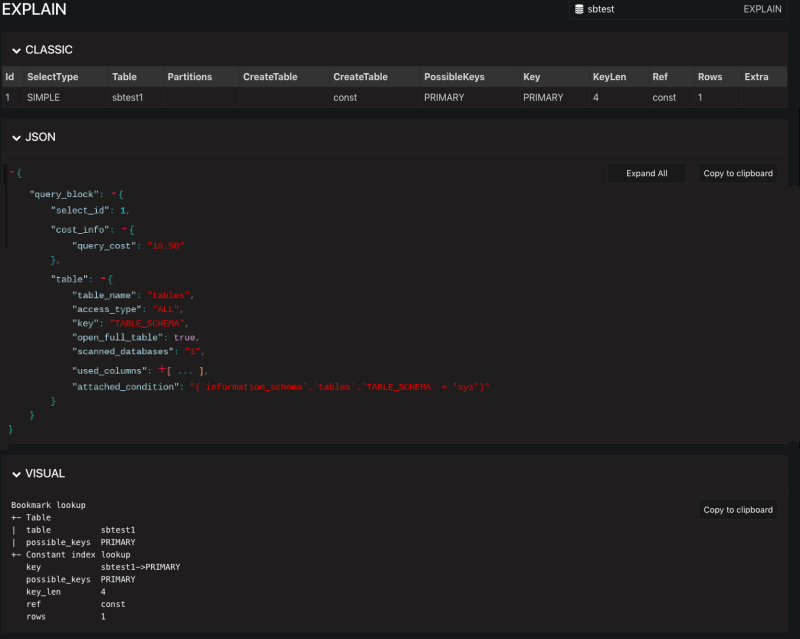 EXPLAIN
sbtest EXPLAIN
CLASSIC
Id SelectType Table Partitions CreateTable CreateTable PossibleKeys Key KeyLen Ref Rows Extra
1 SIMPLE sbtest1 const PRIMARY PRIMARY 4 const 1
JSON
Expand All Copy to clipboard
-{
"query_block": -{
"select_id": 1,
"cost_info": -{
"query_cost": "10.50"
},
"table": -{
"table_name": "tables",
"access_type": "ALL",
"key": "TABLE_SCHEMA",
"open_full_table": true,
"scanned_databases": "1",
"used_columns": +[ ... ],
"attached_condition": "(`information_schema`.`tables`.`TABLE_SCHEMA` = 'sys')"
}
}
}
VISUAL
Copy to clipboard
Bookmark lookup
+- Table
|  table          sbtest1
|  possible_keys  PRIMARY
+- Constant index lookup
   key            sbtest1->PRIMARY
   possible_keys  PRIMARY
   key_len        4
   ref            const
   rows           1